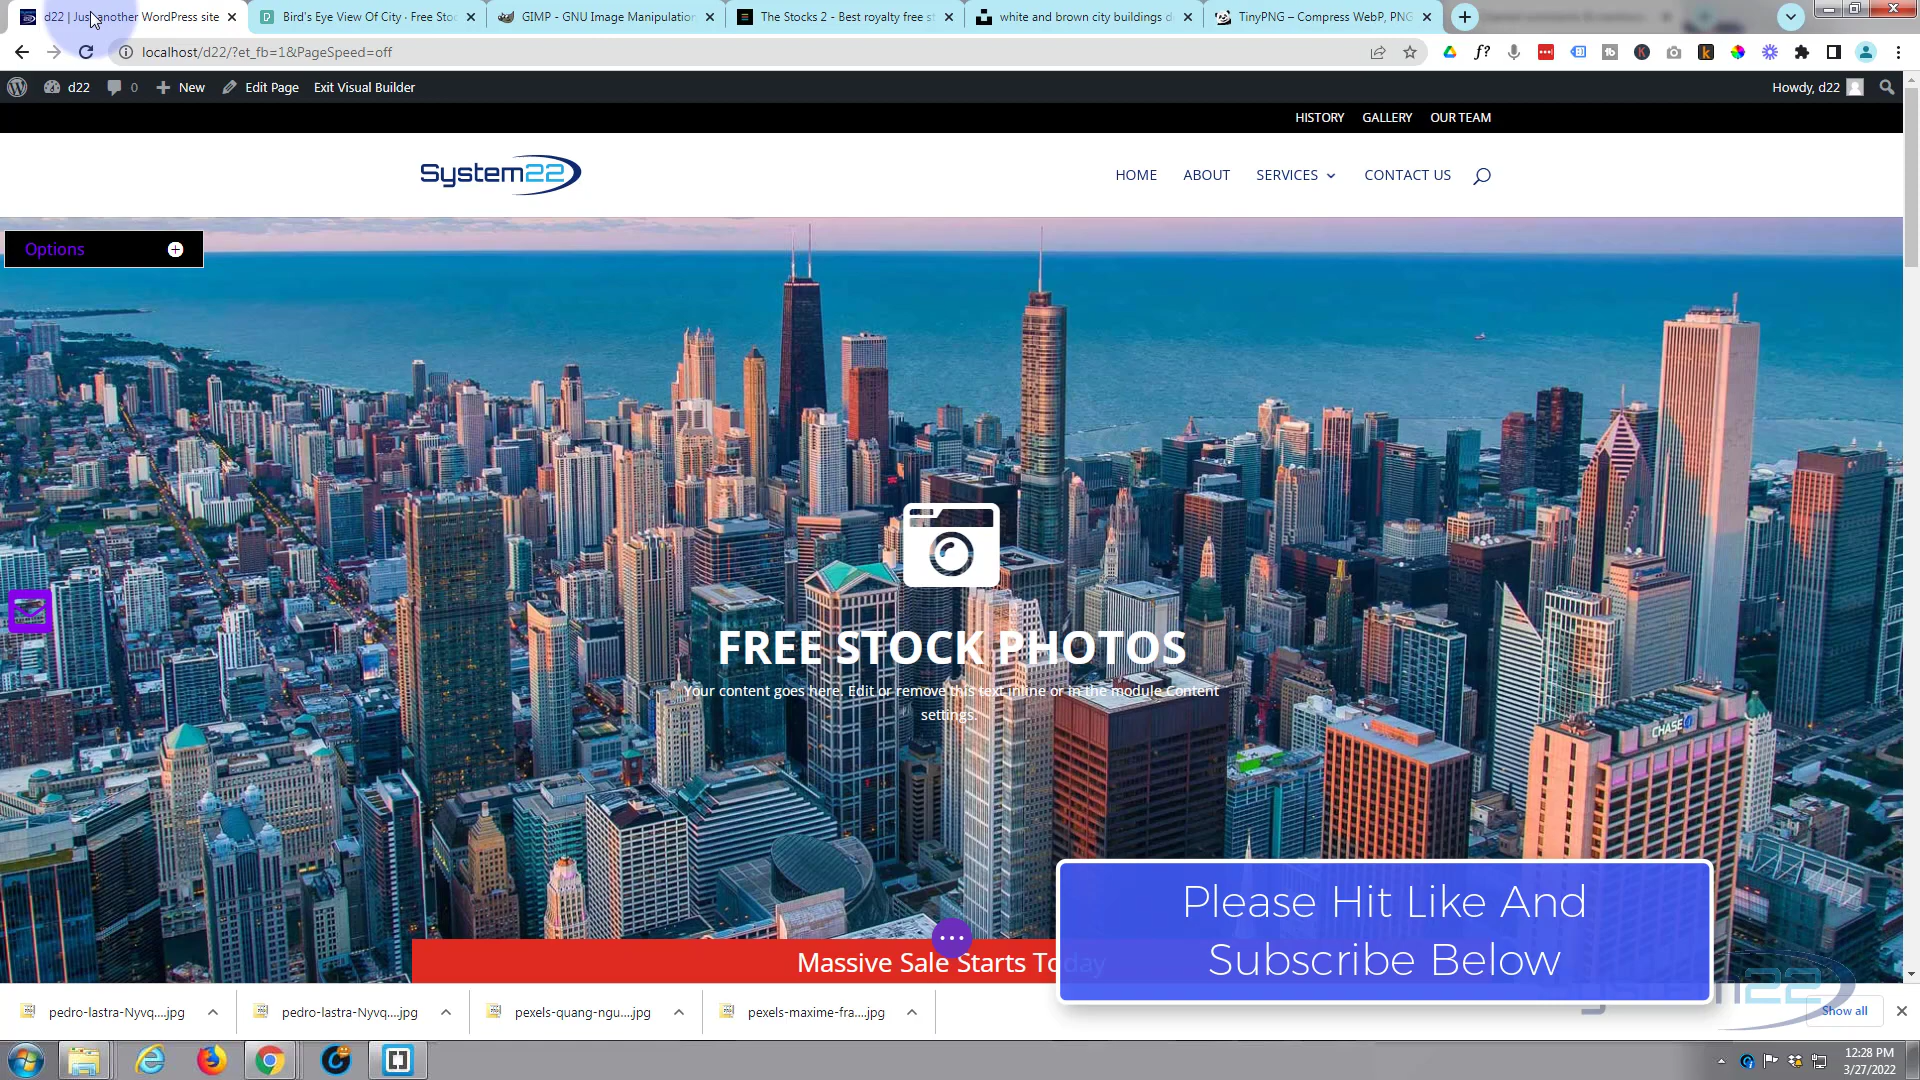 d22 | Just another WordPress site
Bird's Eye View Of City · Free Stoc
GIMP - GNU Image Manipulation
The Stocks 2 - Best royalty free st
white and brown city buildings d
TinyPNG – Compress WebP, PNG
localhost/d22/?et_fb=1&PageSpeed=off
d22
0
New
Edit Page
Exit Visual Builder
Howdy, d22
HISTORY
GALLERY
OUR TEAM
System22
HOME
ABOUT
SERVICES
CONTACT US
Options
FREE STOCK PHOTOS
Your content goes here. Edit or remove this text inline or in the module Content
settings.
CHASE
Massive Sale Starts Today
Please Hit Like And
Subscribe Below
pedro-lastra-Nyvq....jpg
pedro-lastra-Nyvq....jpg
pexels-quang-ngu....jpg
pexels-maxime-fra....jpg
Show all
12:28 PM
3/27/2022